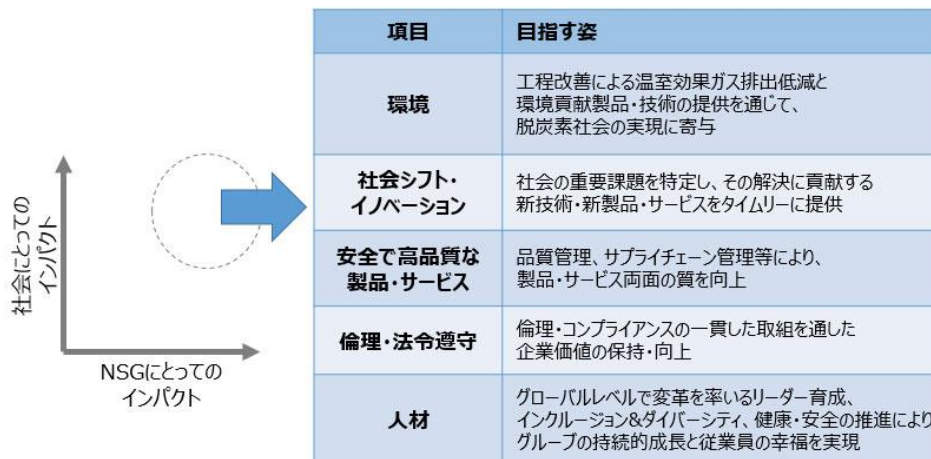 社会にとっての
インパクト
NSGにとっての
インパクト
項目
目指す姿
環境
工程改善による温室効果ガス排出低減と
環境貢献製品・技術の提供を通じて、
脱炭素社会の実現に寄与
社会シフト・
イノベーション
社会の重要課題を特定し、その解決に貢献する
新技術・新製品・サービスをタイムリーに提供
安全で高品質な
製品・サービス
品質管理、サプライチェーン管理等により、
製品・サービス両面の質を向上
倫理・法令遵守
倫理・コンプライアンスの一貫した取組を通した
企業価値の保持・向上
人材
グローバルレベルで変革を率いるリーダー育成、
インクルージョン&ダイバーシティ、健康・安全の推進により
グループの持続的成長と従業員の幸福を実現